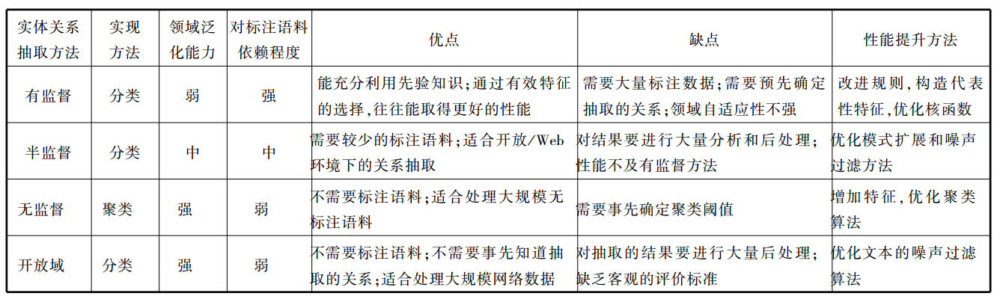 实体关系 实现 领域泛 对标注语料 优点 缺点 性能提升方法
抽取方法 方法 化能力 依赖程度
有监督 分类 弱 强 能充分利用先验知识;通过有效特征 需要大量标注数据;需要预先确定 改进规则,构造代表
的选择,往往能取得更好的性能 抽取的关系;领域自适应性不强 性特征,优化核函数
半监督 分类 中 中 需要较少的标注语料;适合开放/Web 对结果要进行大量分析和后处理; 优化模式扩展和噪声
环境下的关系抽取 性能不及有监督方法 过滤方法
无监督 聚类 强 弱 不需要标注语料;适合处理大规模无 需要事先确定聚类阈值 增加特征,优化聚类
标注语料 算法
开放域 分类 强 弱 不需要标注语料;不需要事先知道抽 对抽取的结果要进行大量后处理; 优化文本的噪声过滤
取的关系;适合处理大规模网络数据 缺乏客观的评价标准 算法